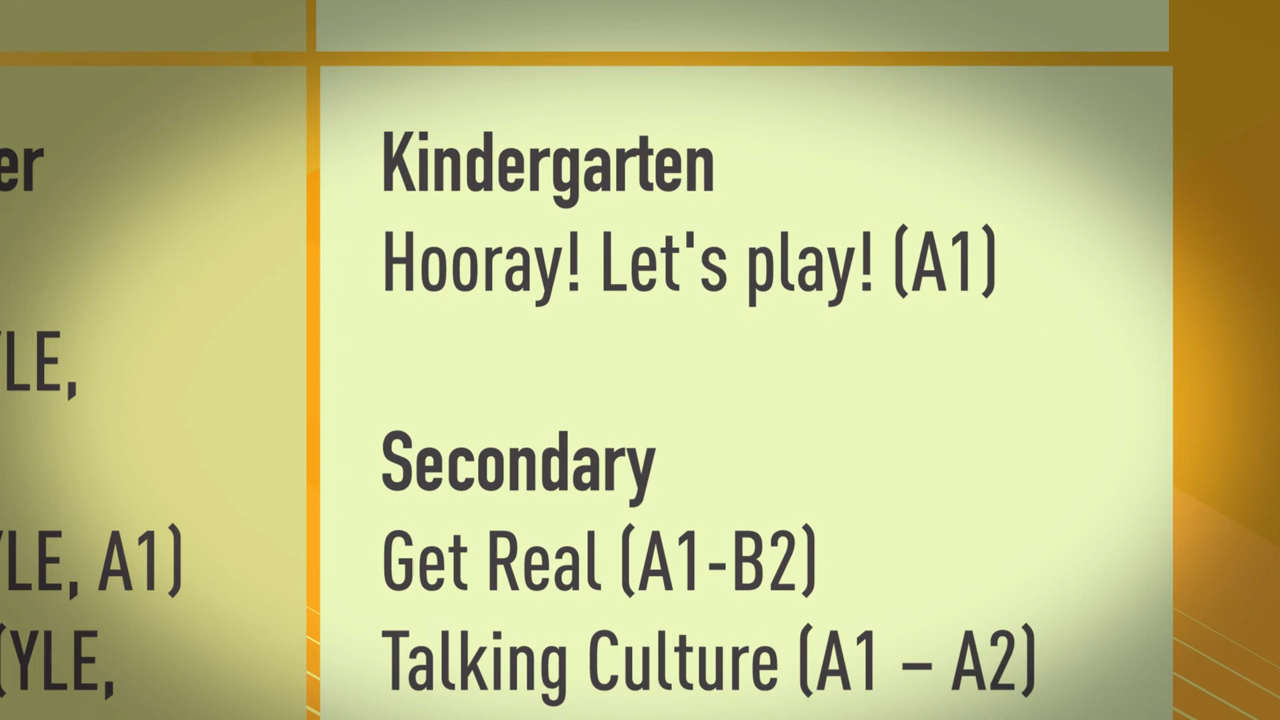 er
LE,
LE, A1)
(YLE,
Kindergarten
Hooray! Let's play! (A1)
Secondary
Get Real (A1-B2)
Talking Culture (A1 – A2)